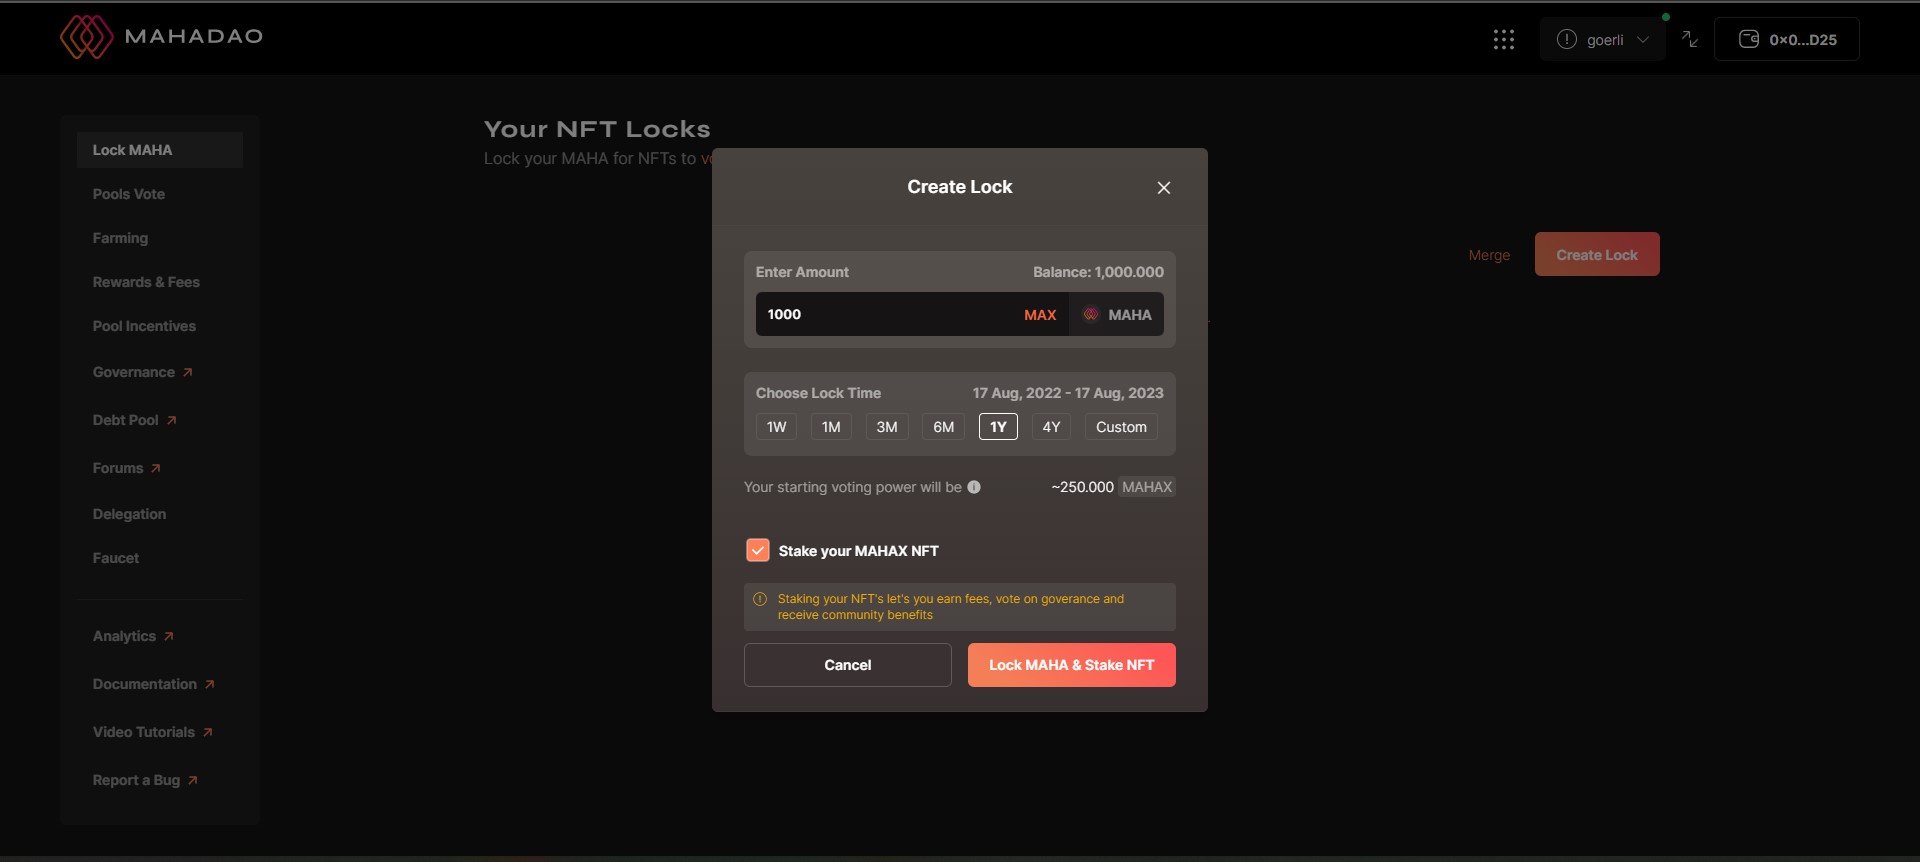 MAHADAO
goerli
0×0...D25
Lock MAHA
Pools Vote
Farming
Rewards & Fees
Pool Incentives
Governance
Debt Pool
Forums
Delegation
Faucet
Analytics
Documentation
Video Tutorials
Report a Bug
Your NFT Locks
Lock your MAHA for NFTs to
Merge
Create Lock
Create Lock
Enter Amount
Balance: 1,000.000
1000
MAX
MAHA
Choose Lock Time
17 Aug, 2022 - 17 Aug, 2023
1W 1M 3M 6M 1Y 4Y Custom
Your starting voting power will be
~250.000 MAHAX
Stake your MAHAX NFT
Staking your NFT's let's you earn fees, vote on goverance and
receive community benefits
Cancel
Lock MAHA & Stake NFT